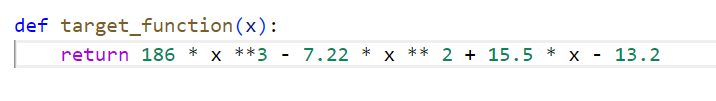 def target_function(x):
    return 186 * x **3 - 7.22 * x ** 2 + 15.5 * x - 13.2